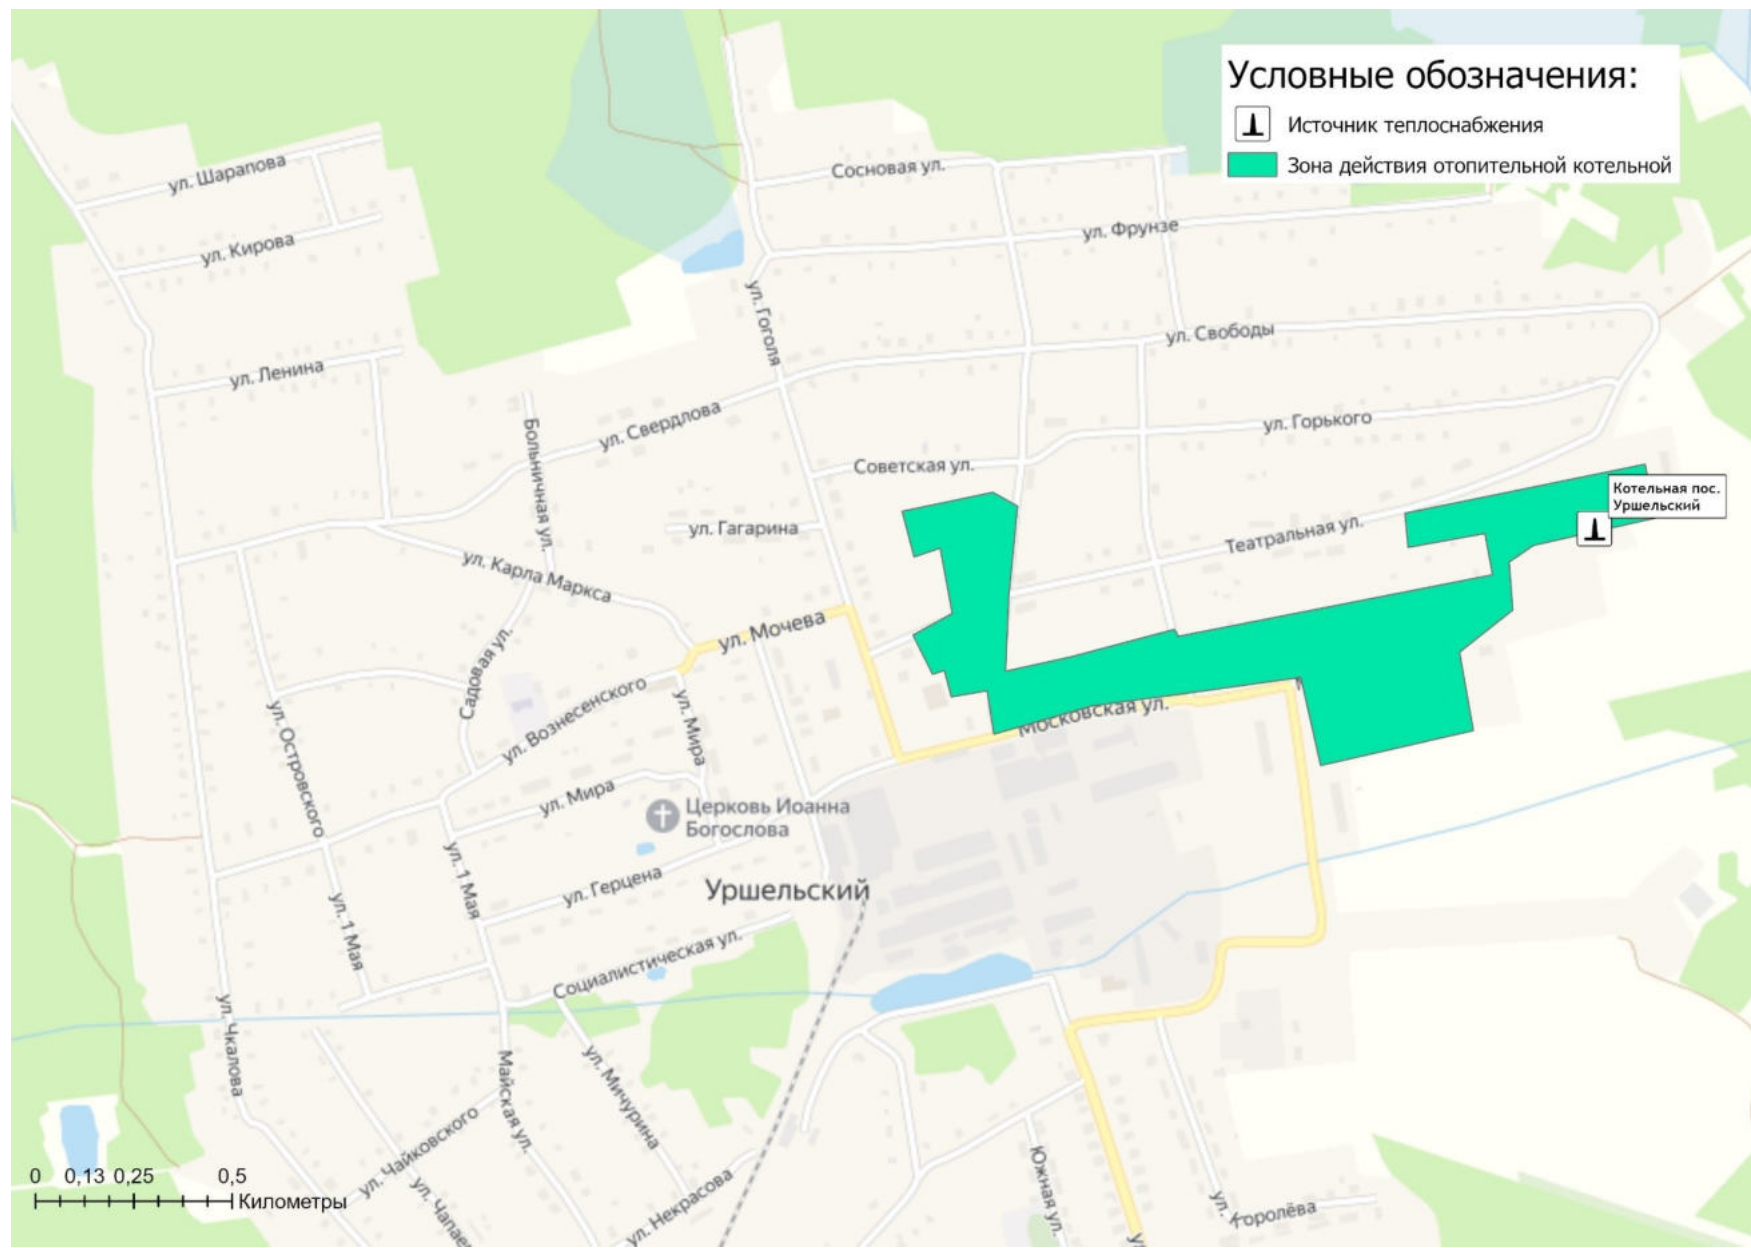 Условные обозначения:
Источник теплоснабжения
Зона действия отопительной котельной
ул. Шарапова
Сосновая ул.
ул. Кирова
ул. Фрунзе
ул. Гоголя
ул. Свободы
ул. Ленина
ул. Свердлова
Больничная ул.
ул. Горького
Советская ул.
Котельная пос.
Уршельский
ул. Гагарина
Театральная ул.
ул. Карла Маркса
ул. Мочева
Садовая ул.
ул. Вознесенского
ул. Мира
Московская ул.
ул. Островского
ул. Мира
Церковь Иоанна
Богослова
ул. 1 Мая
ул. Герцена
Уршельский
ул. 1 Мая
Социалистическая ул.
ул. Чкалова
Майская ул.
ул. Мичурина
ул. Чайковского
Южная ул.
0 0,13 0,25 0,5
Километры
ул. Некрасова
ул. Королёва